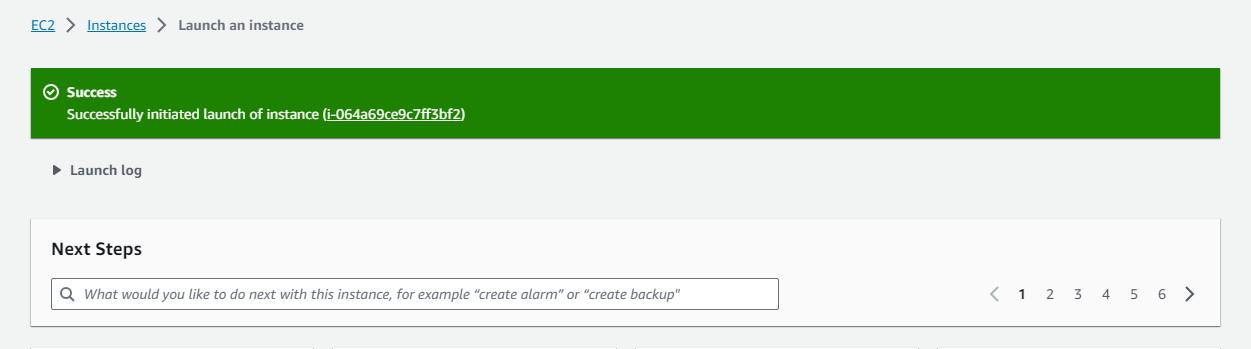 EC2 Instances Launch an instance
Success
Successfully initiated launch of instance (i-064a69ce9c7ff3bf2)
Launch log
Next Steps
What would you like to do next with this instance, for example “create alarm” or “create backup" 1 2 3 4 5 6